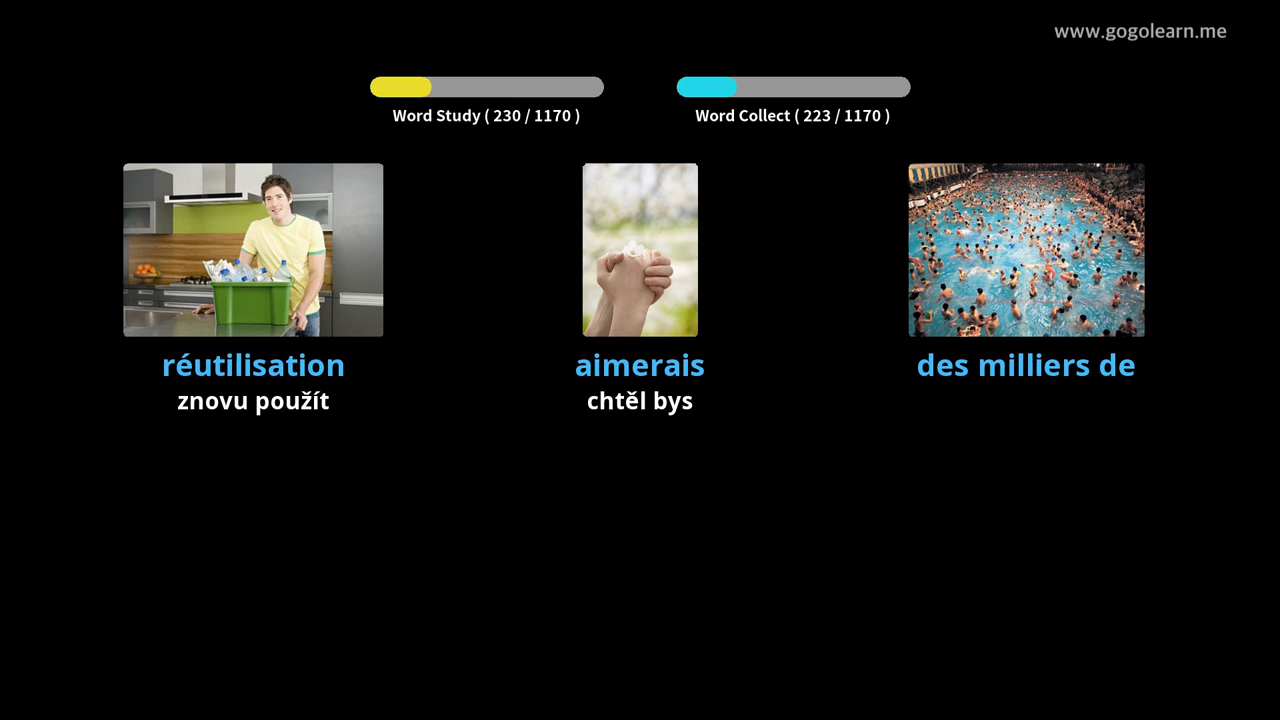 www.gogolearn.me
Word Study ( 230 / 1170 )
Word Collect ( 223 / 1170 )
réutilisation
aimerais
des milliers de
znovu použít
chtěl bys